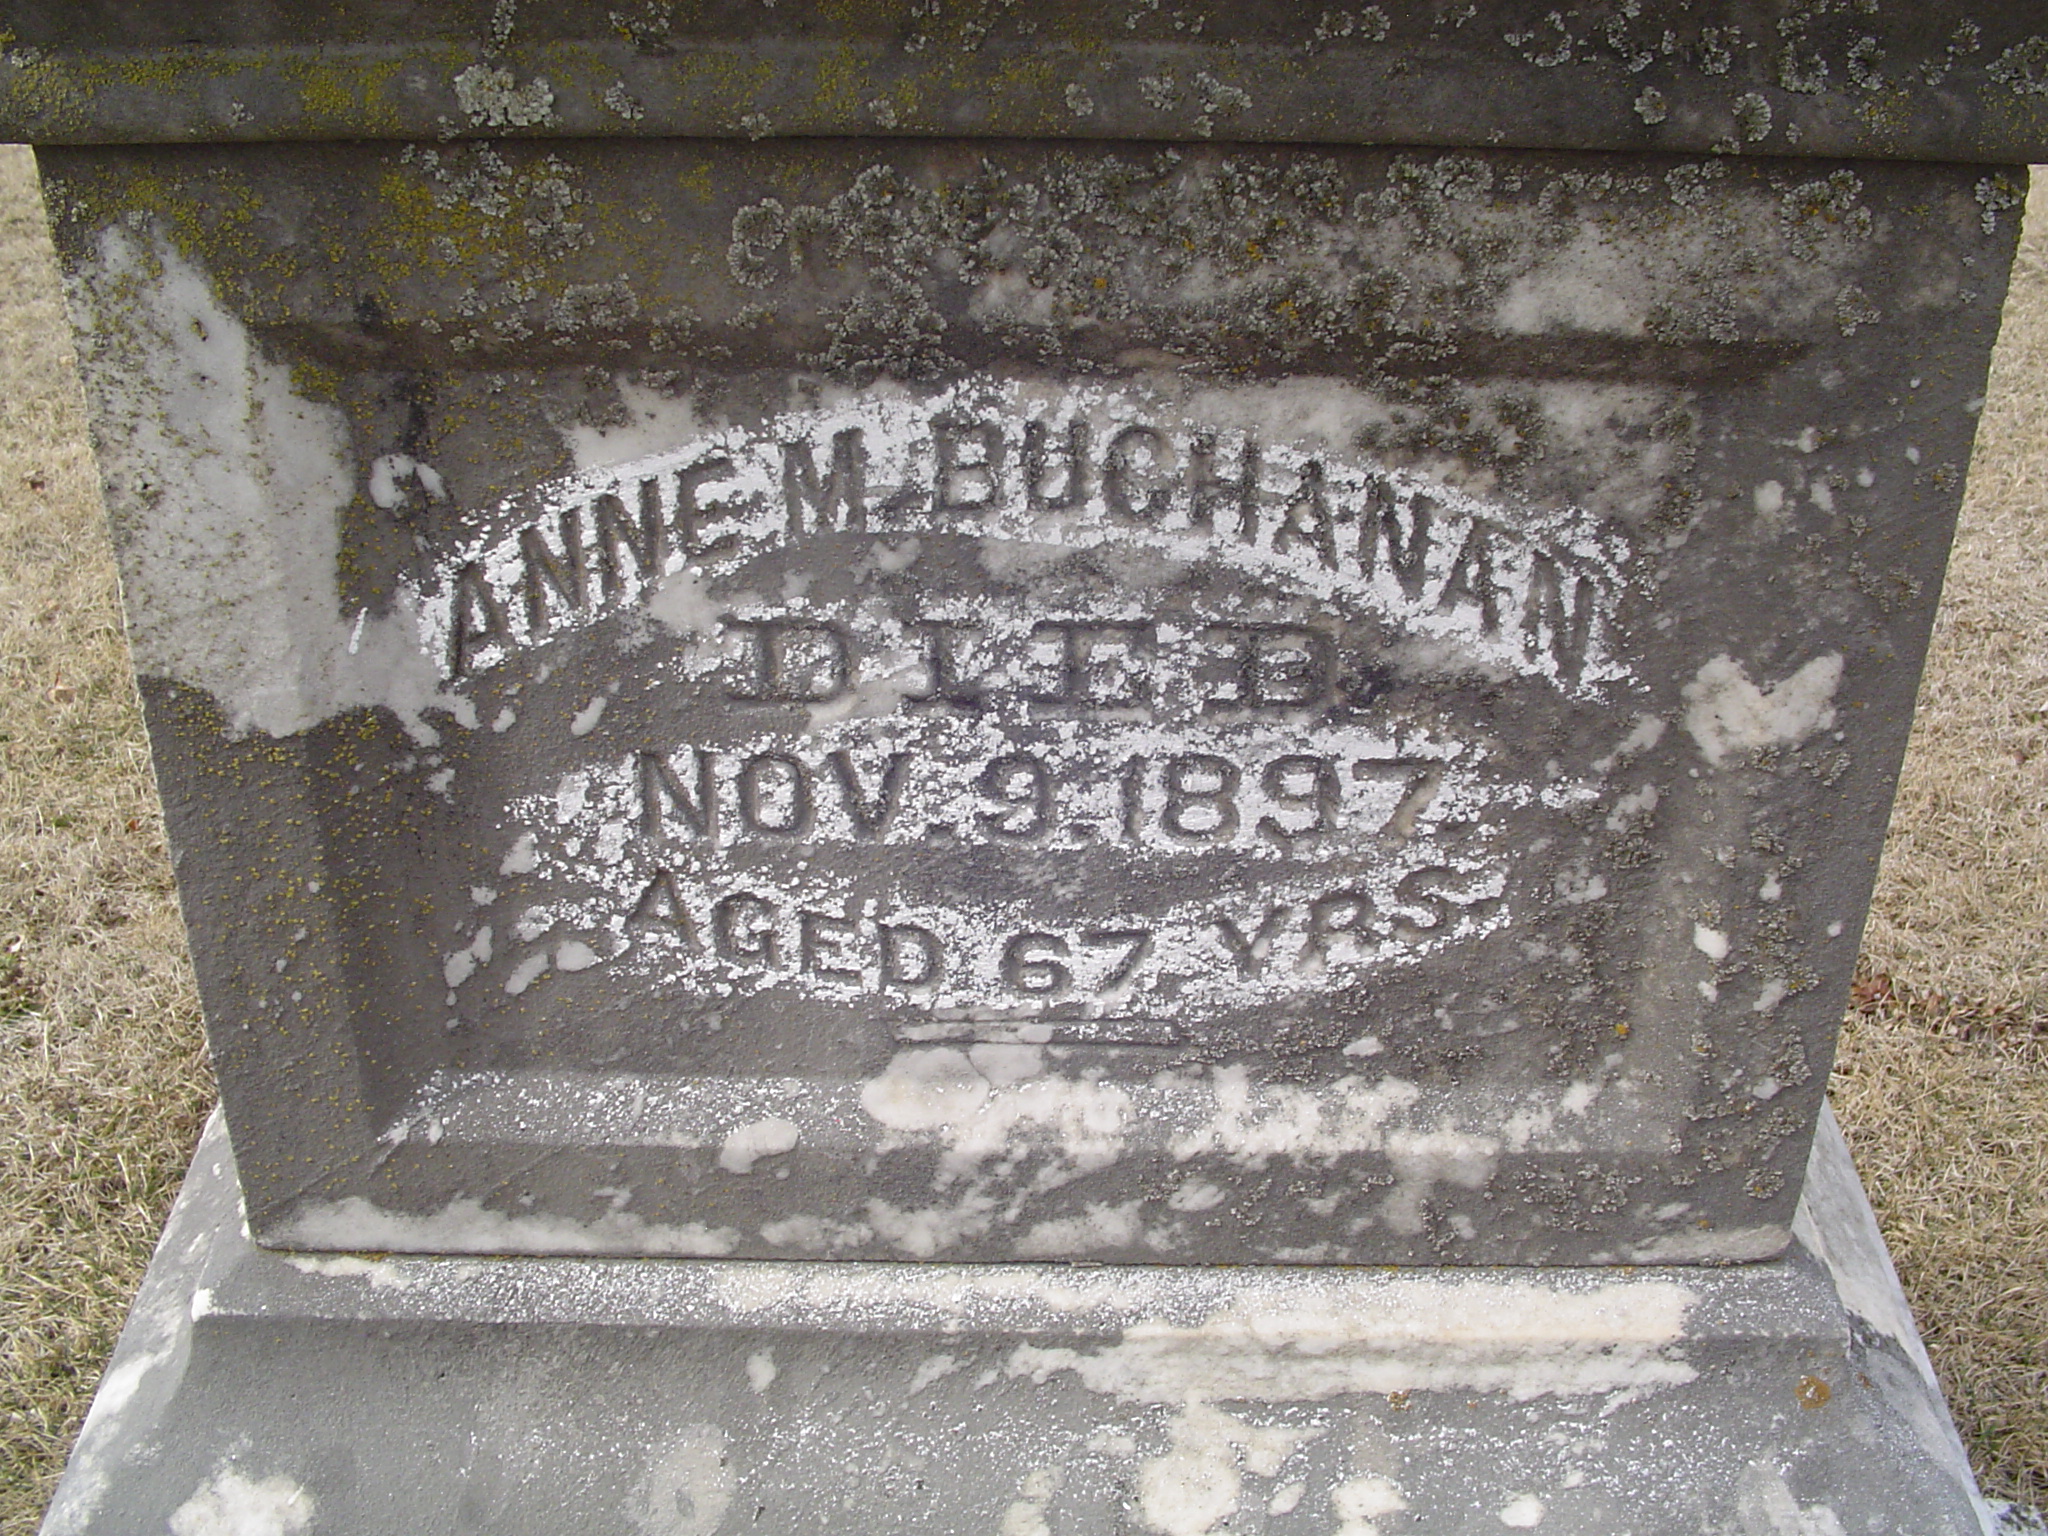 ANNE M. BUCHANAN
DIED
NOV. 9. 1897
AGED 67 YRS.